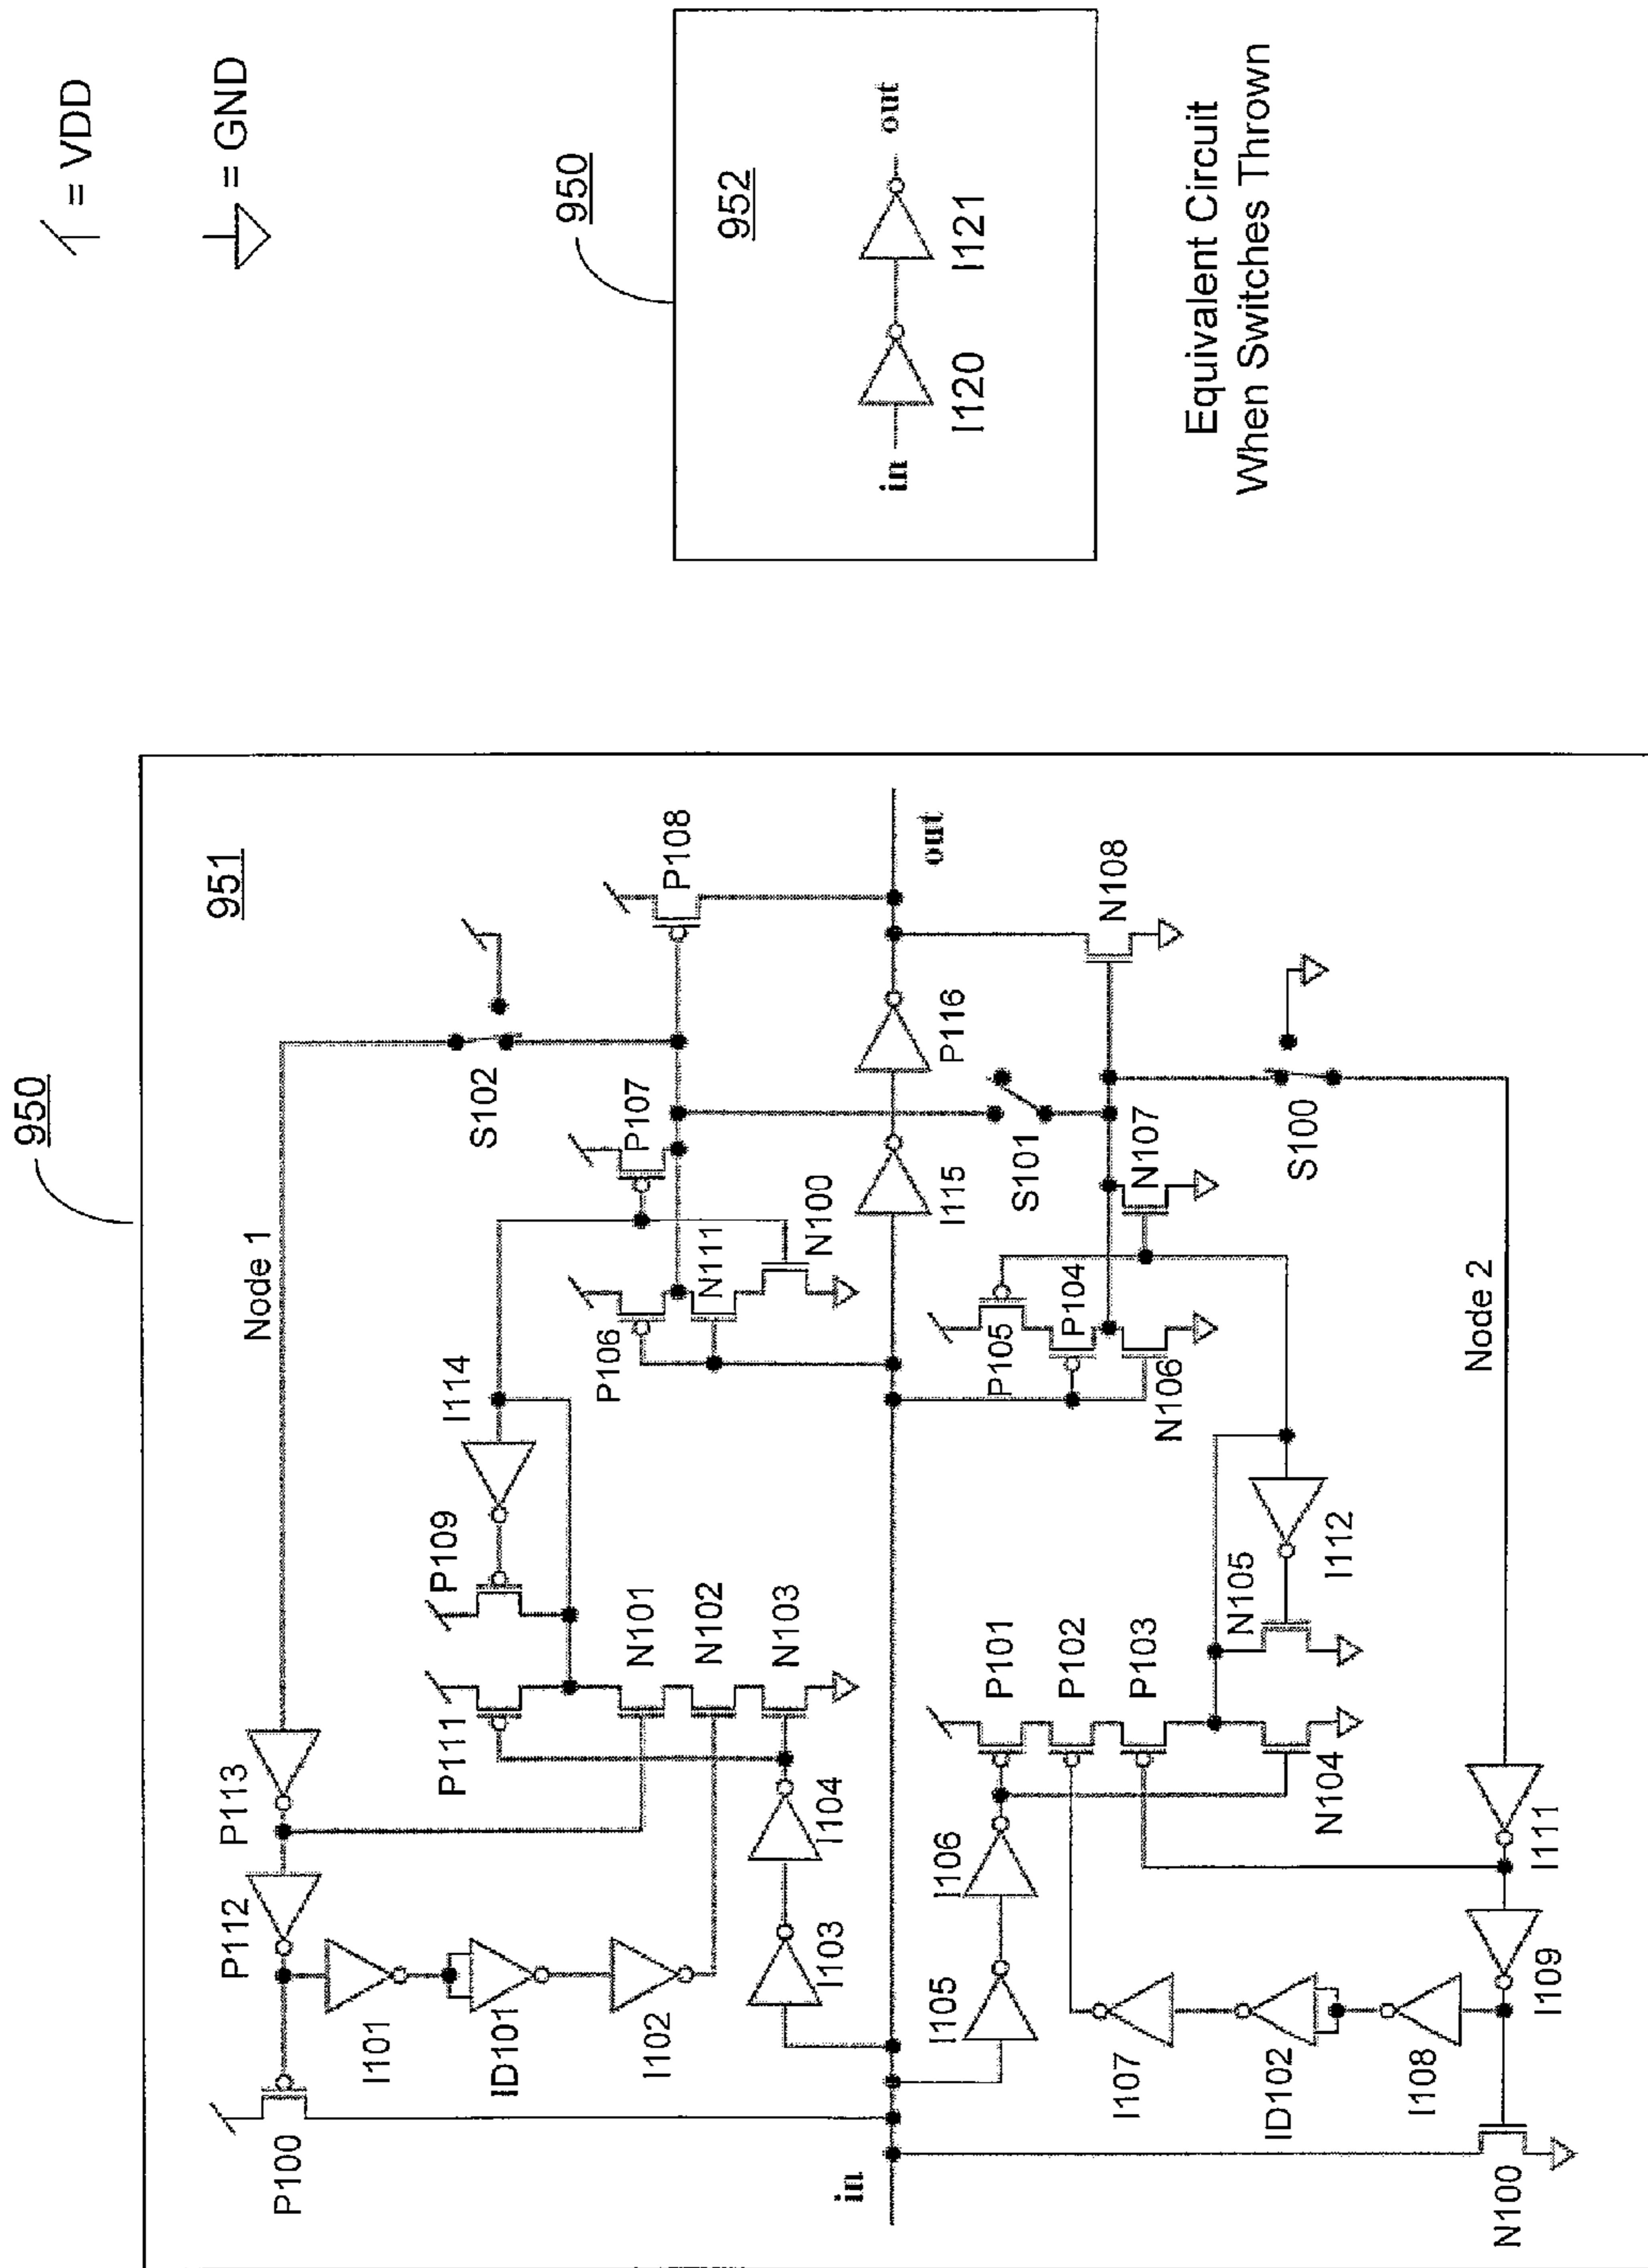 = VDD
= GND
950
951
Node 1
S102
P108
P113
P112
I114
P109
P107
P111
P106
N111
N100
N101
N102
N103
I101
ID101
I102
I103
I104
P100
in
out
I115
P116
S101
I105
I106
P101
P102
P103
N104
N105
I112
P105
P104
N106
N107
N108
S100
Node 2
I107
ID102
I108
I109
I111
N100
950
952
in
out
I120
I121
Equivalent Circuit
When Switches Thrown